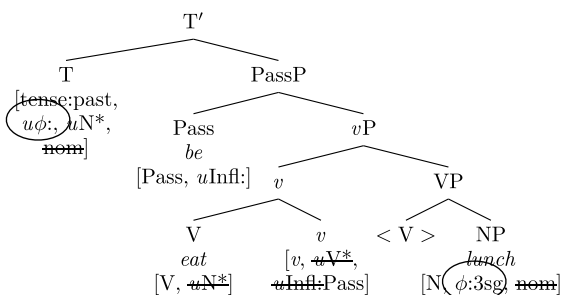 T′
T PassP
[tense:past,
uϕ:, uN*,
nom]
Pass vP
be
[Pass, uInfl:] v VP
V v < V > NP
eat [v, uV*, lunch
[V, uN*] uInfl:Pass] [N, ϕ:3sg, nom]